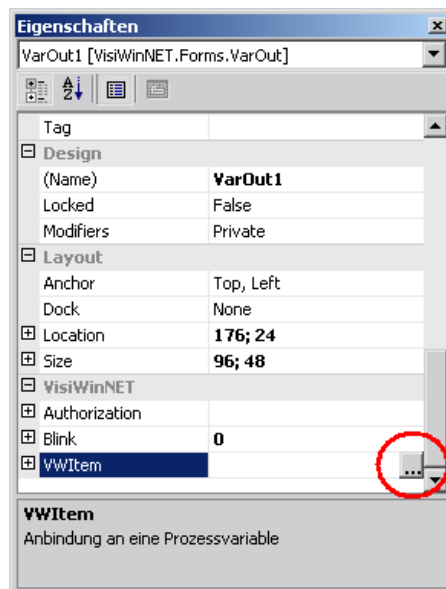 Eigenschaften
VarOut1 [VisiWinNET.Forms.VarOut]
Tag
Design
(Name) VarOut1
Locked False
Modifiers Private
Layout
Anchor Top, Left
Dock None
Location 176; 24
Size 96; 48
VisiWinNET
Authorization
Blink 0
VWItem ...
VWItem
Anbindung an eine Prozessvariable